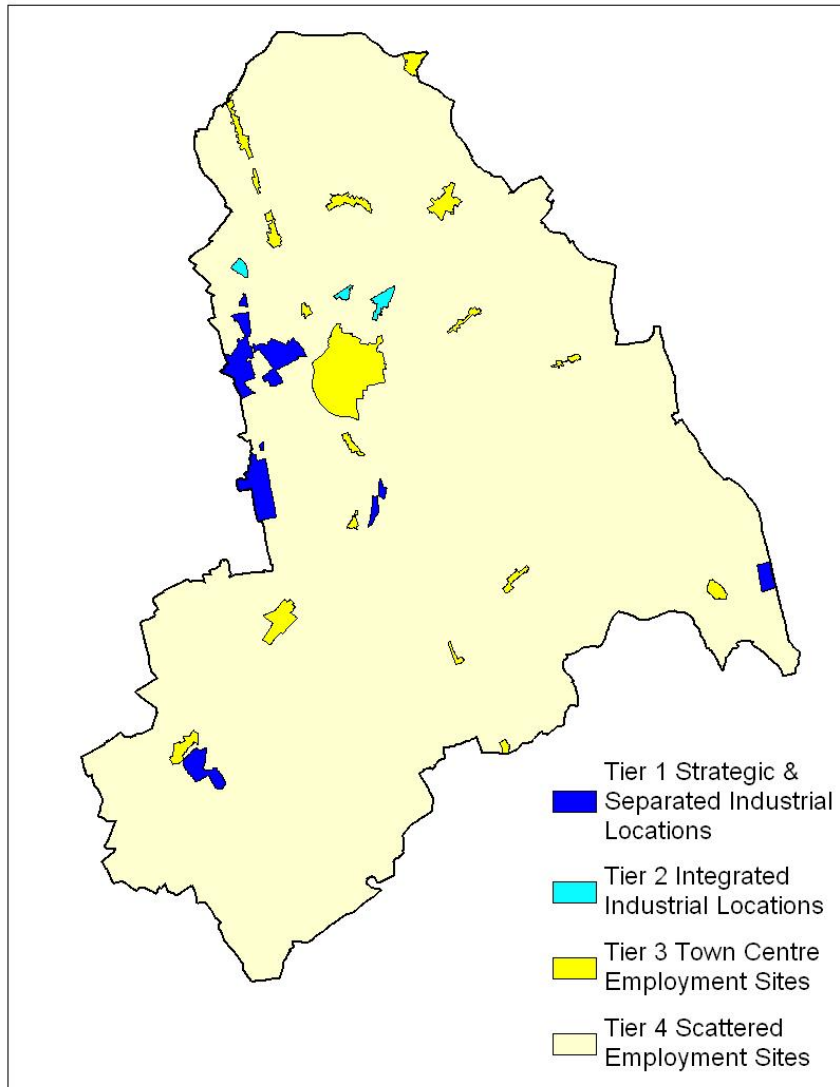 Tier 1 Strategic &
Separated Industrial
Locations
Tier 2 Integrated
Industrial Locations
Tier 3 Town Centre
Employment Sites
Tier 4 Scattered
Employment Sites